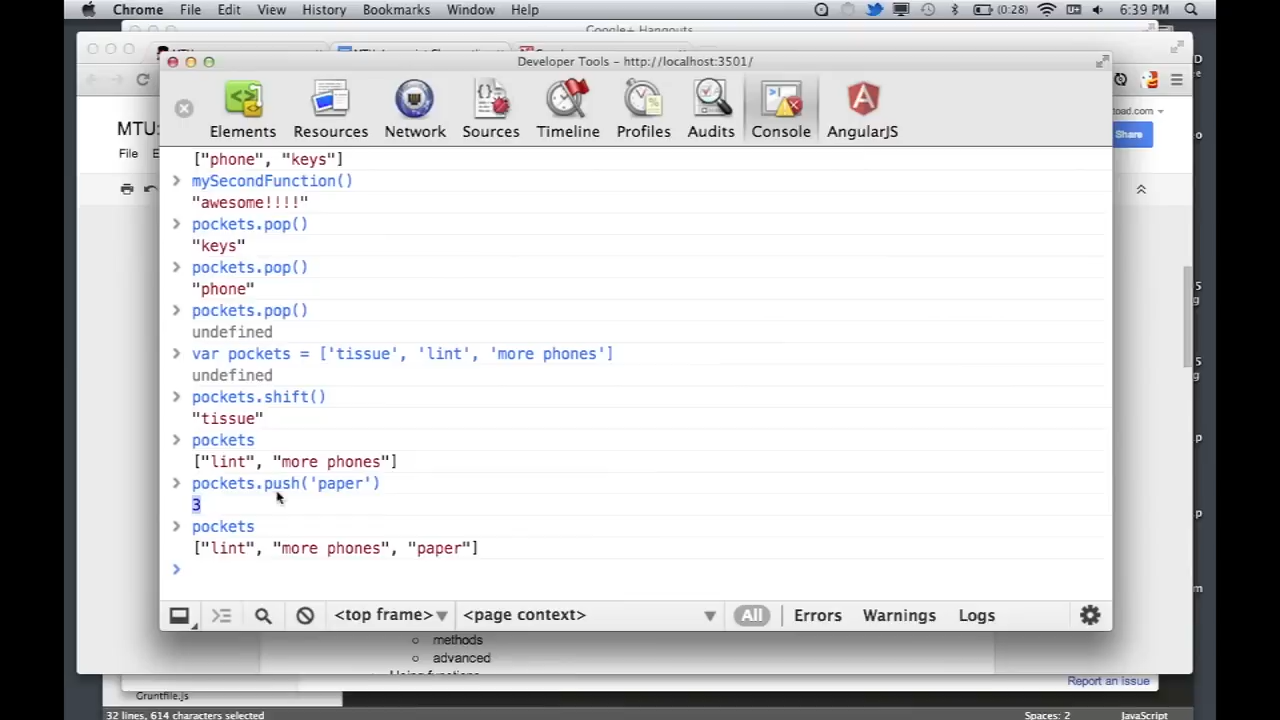 Chrome File Edit View History Bookmarks Window Help (0:28) 6:39 PM
Google+ Hangouts
Developer Tools - http://localhost:3501/
Elements Resources Network Sources Timeline Profiles Audits Console AngularJS
MTU:
Share
File E
["phone", "keys"]
> mySecondFunction()
"awesome!!!!"
> pockets.pop()
"keys"
> pockets.pop()
"phone"
> pockets.pop()
undefined
> var pockets = ['tissue', 'lint', 'more phones']
undefined
> pockets.shift()
"tissue"
> pockets
["lint", "more phones"]
> pockets.push('paper')
3
> pockets
["lint", "more phones", "paper"]
>
<top frame> <page context> All Errors Warnings Logs
methods
advanced
Using functions
Report an issue
Gruntfile.js
32 lines, 614 characters selected Spaces: 2 JavaScript